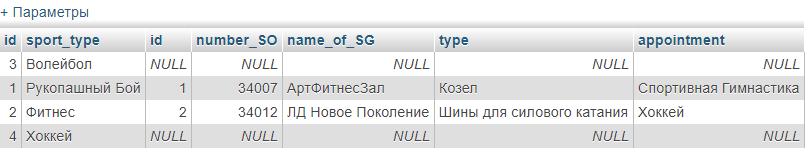 + Параметры
id sport_type id number_SO name_of_SG type appointment
3 Волейбол NULL NULL NULL NULL NULL
1 Рукопашный Бой 1 34007 АртФитнесЗал Козел Спортивная Гимнастика
2 Фитнес 2 34012 ЛД Новое Поколение Шины для силового катания Хоккей
4 Хоккей NULL NULL NULL NULL NULL